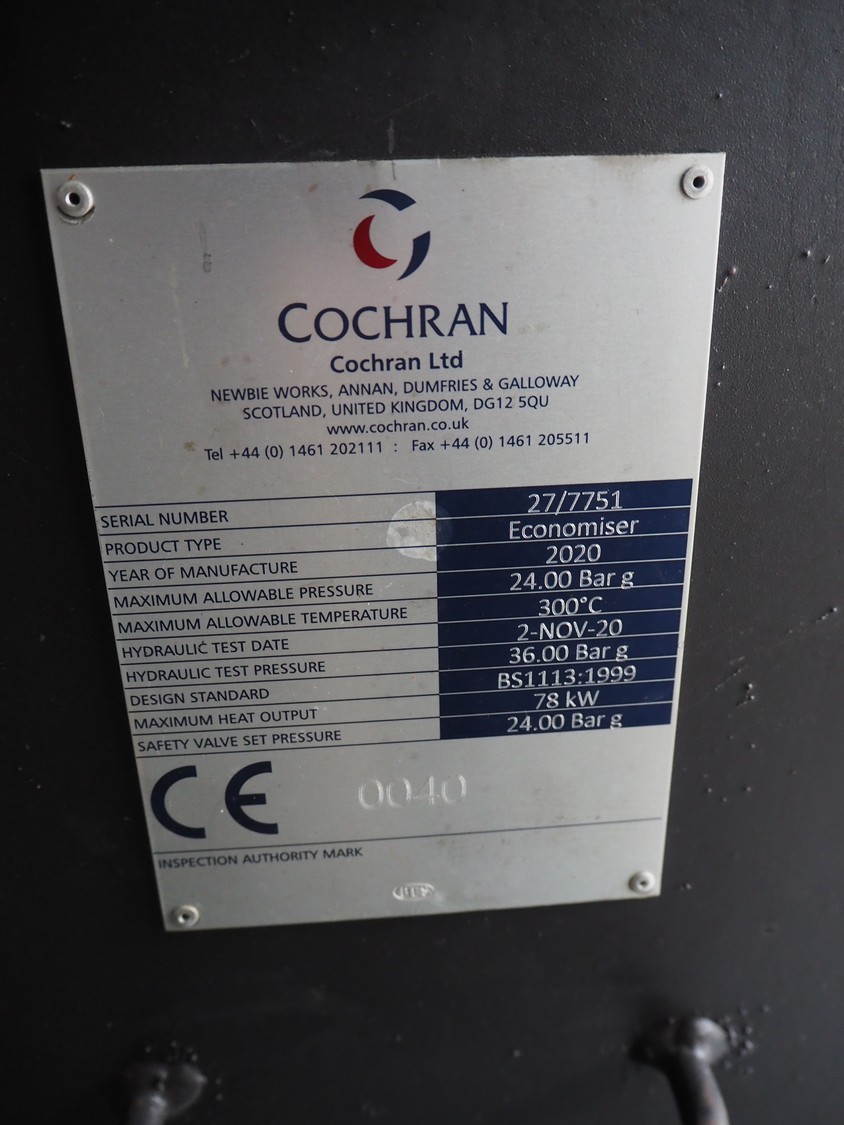 COCHRAN
Cochran Ltd
NEWBIE WORKS, ANNAN, DUMFRIES & GALLOWAY
SCOTLAND, UNITED KINGDOM, DG12 5QU
www.cochran.co.uk
Tel +44 (0) 1461 202111 : Fax +44 (0) 1461 205511
SERIAL NUMBER 27/7751
PRODUCT TYPE Economiser
YEAR OF MANUFACTURE 2020
MAXIMUM ALLOWABLE PRESSURE 24.00 Bar g
MAXIMUM ALLOWABLE TEMPERATURE 300°C
HYDRAULIC TEST DATE 2-NOV-20
HYDRAULIC TEST PRESSURE 36.00 Bar g
DESIGN STANDARD BS1113:1999
MAXIMUM HEAT OUTPUT 78 kW
SAFETY VALVE SET PRESSURE 24.00 Bar g
CE 0040
INSPECTION AUTHORITY MARK